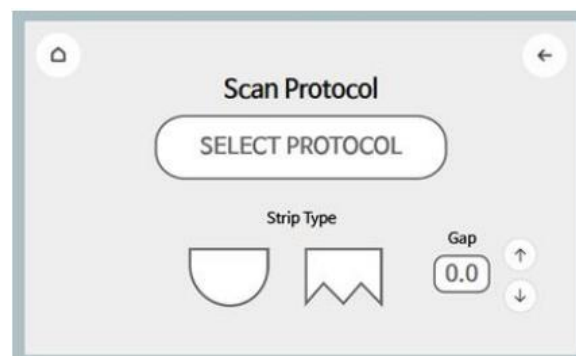 Scan Protocol
SELECT PROTOCOL
Strip Type
Gap
0.0